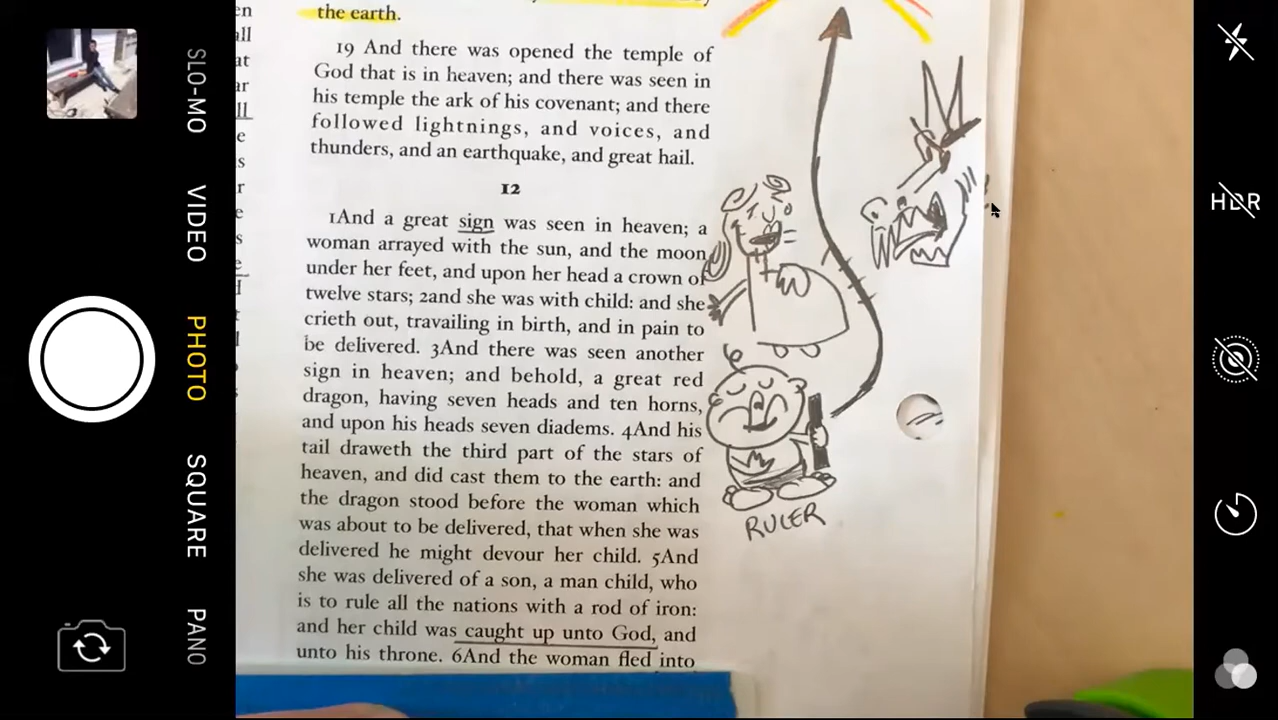 the earth.
19 And there was opened the temple of
God that is in heaven; and there was seen in
his temple the ark of his covenant; and there
followed lightnings, and voices, and
thunders, and an earthquake, and great hail.
12
1And a great sign was seen in heaven; a
woman arrayed with the sun, and the moon
under her feet, and upon her head a crown of
twelve stars; 2and she was with child: and she
crieth out, travailing in birth, and in pain to
be delivered. 3And there was seen another
sign in heaven; and behold, a great red
dragon, having seven heads and ten horns,
and upon his heads seven diadems. 4And his
tail draweth the third part of the stars of
heaven, and did cast them to the earth: and
the dragon stood before the woman which
was about to be delivered, that when she was
delivered he might devour her child. 5And
she was delivered of a son, a man child, who
is to rule all the nations with a rod of iron:
and her child was caught up unto God, and
unto his throne. 6And the woman fled into
RULER
SLO-MO
VIDEO
PHOTO
SQUARE
PANO
HDR